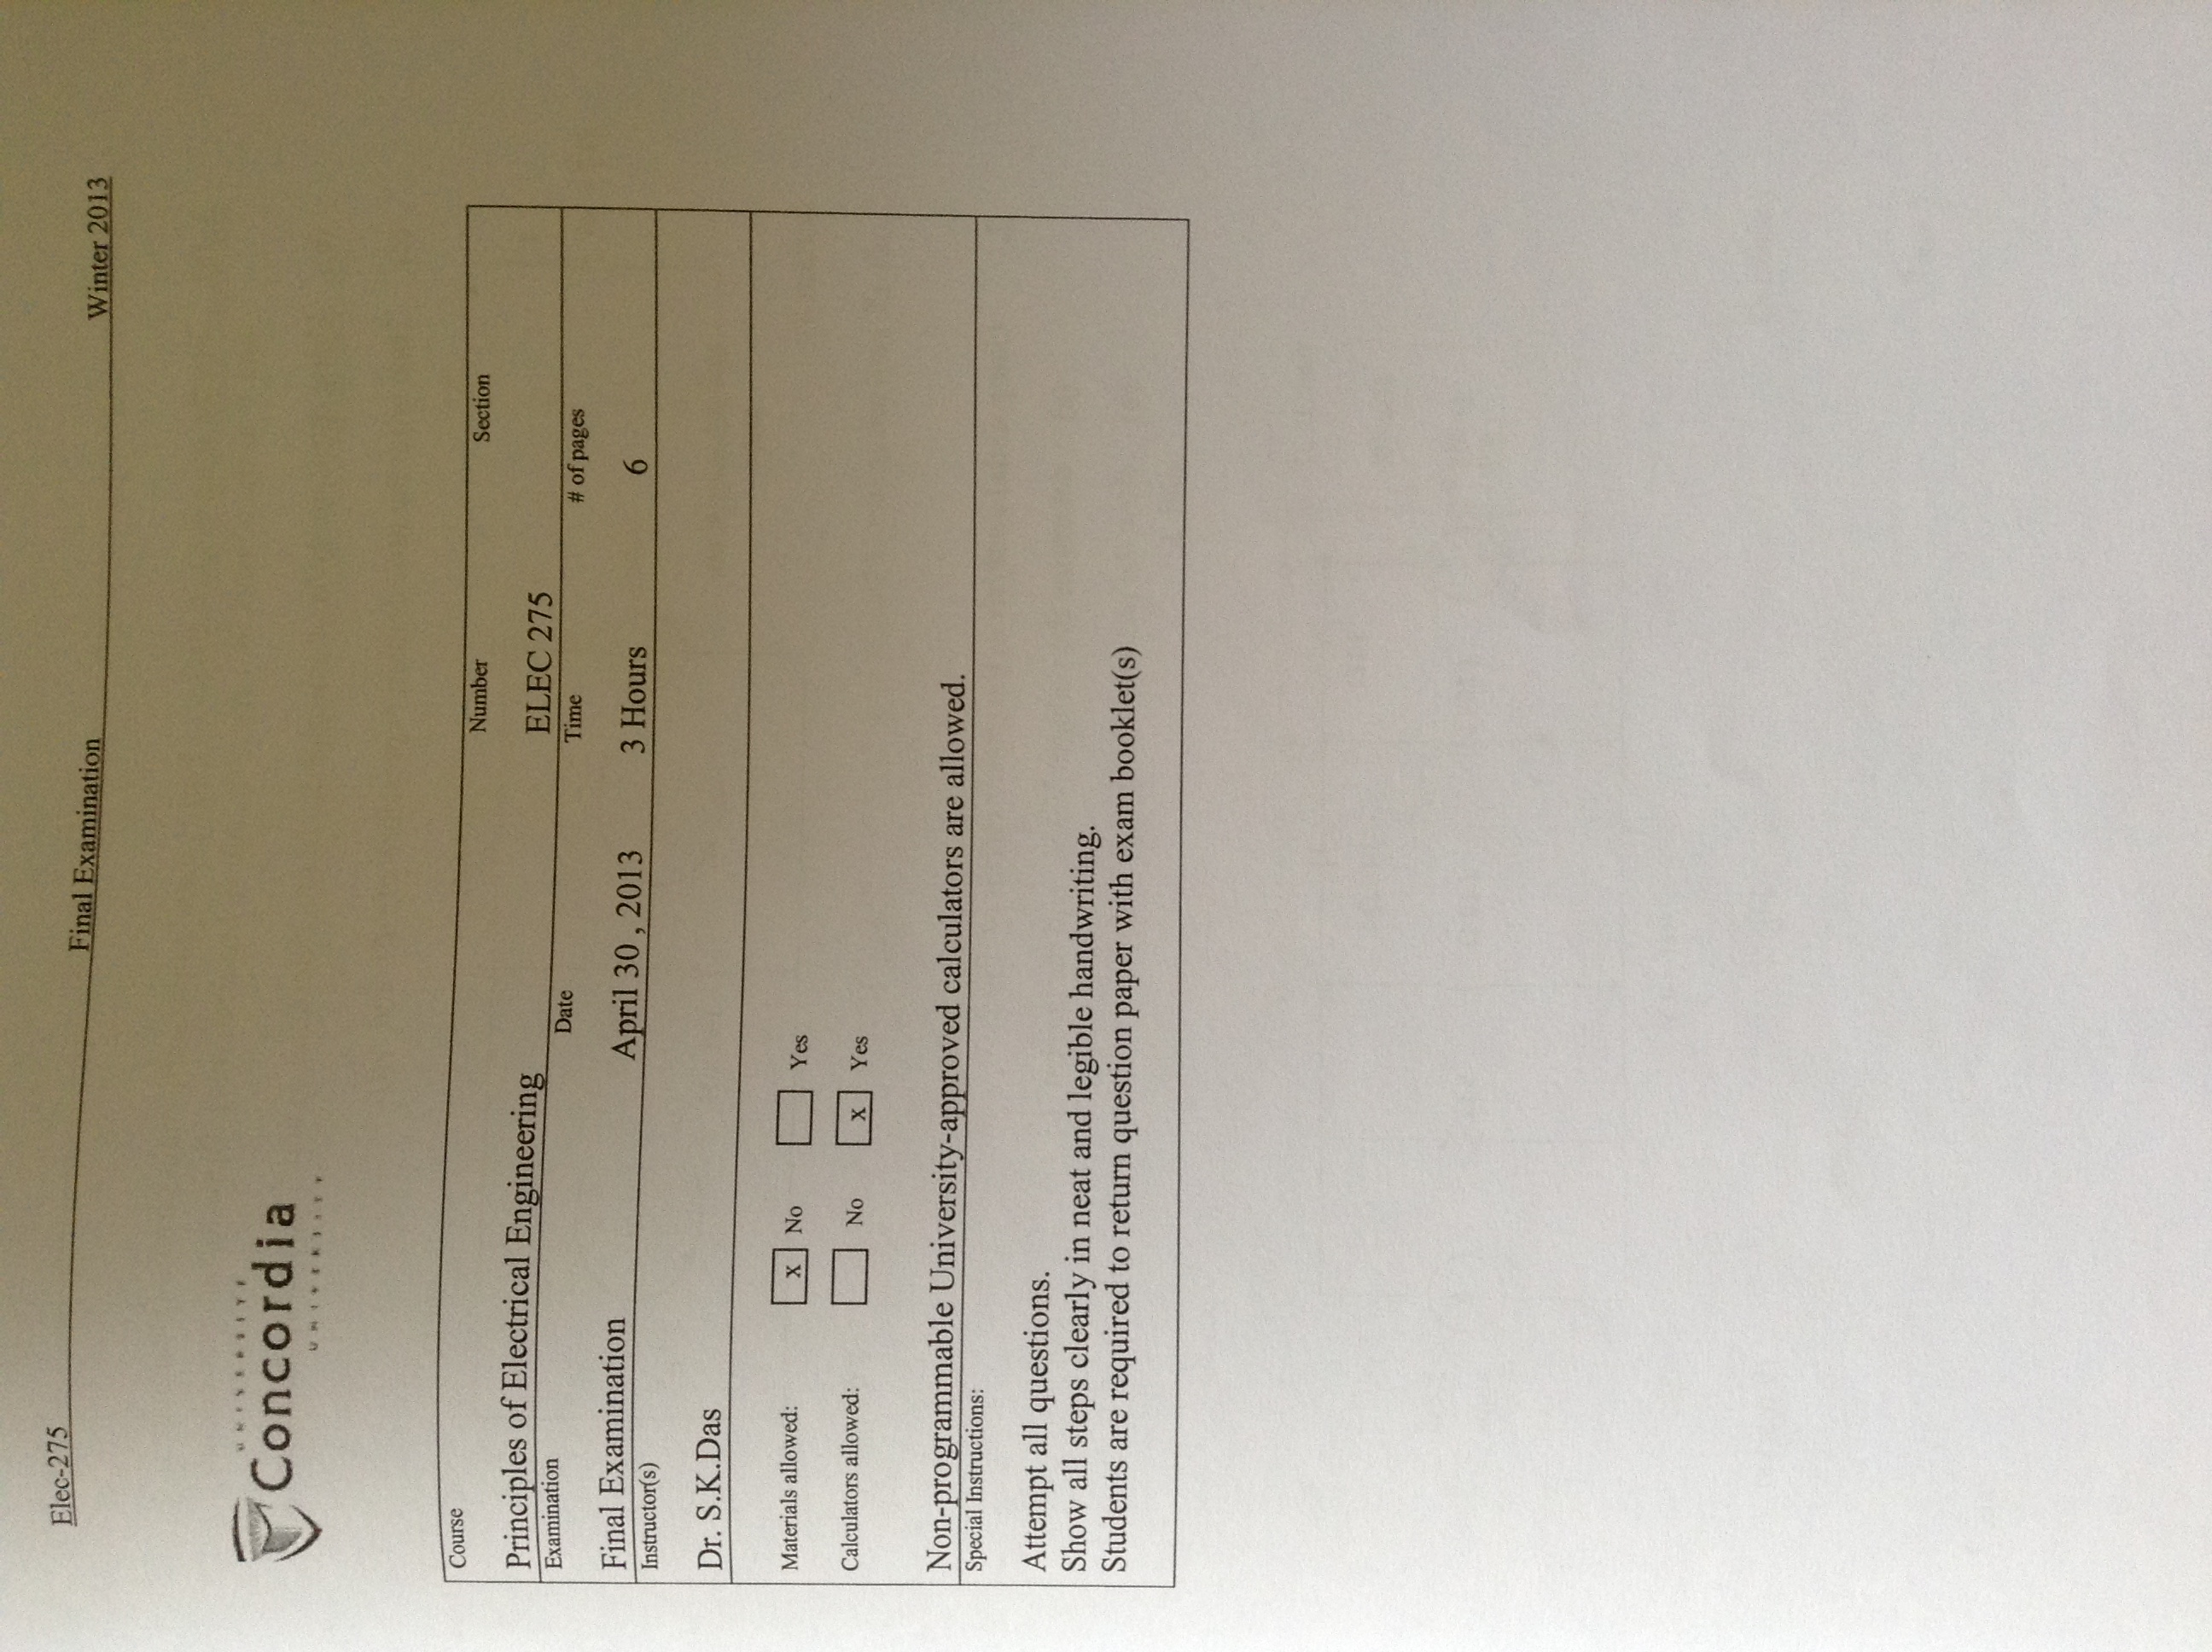 Elec-275 Final Examination Winter 2013
UNIVERSITÉ
Concordia
UNIVERSITY
Course Number Section
Principles of Electrical Engineering ELEC 275
Examination Date Time # of pages
Final Examination April 30 , 2013 3 Hours 6
Instructor(s)
Dr. S.K.Das
Materials allowed: x No Yes
Calculators allowed: No x Yes
Non-programmable University-approved calculators are allowed.
Special Instructions:
Attempt all questions.
Show all steps clearly in neat and legible handwriting.
Students are required to return question paper with exam booklet(s)